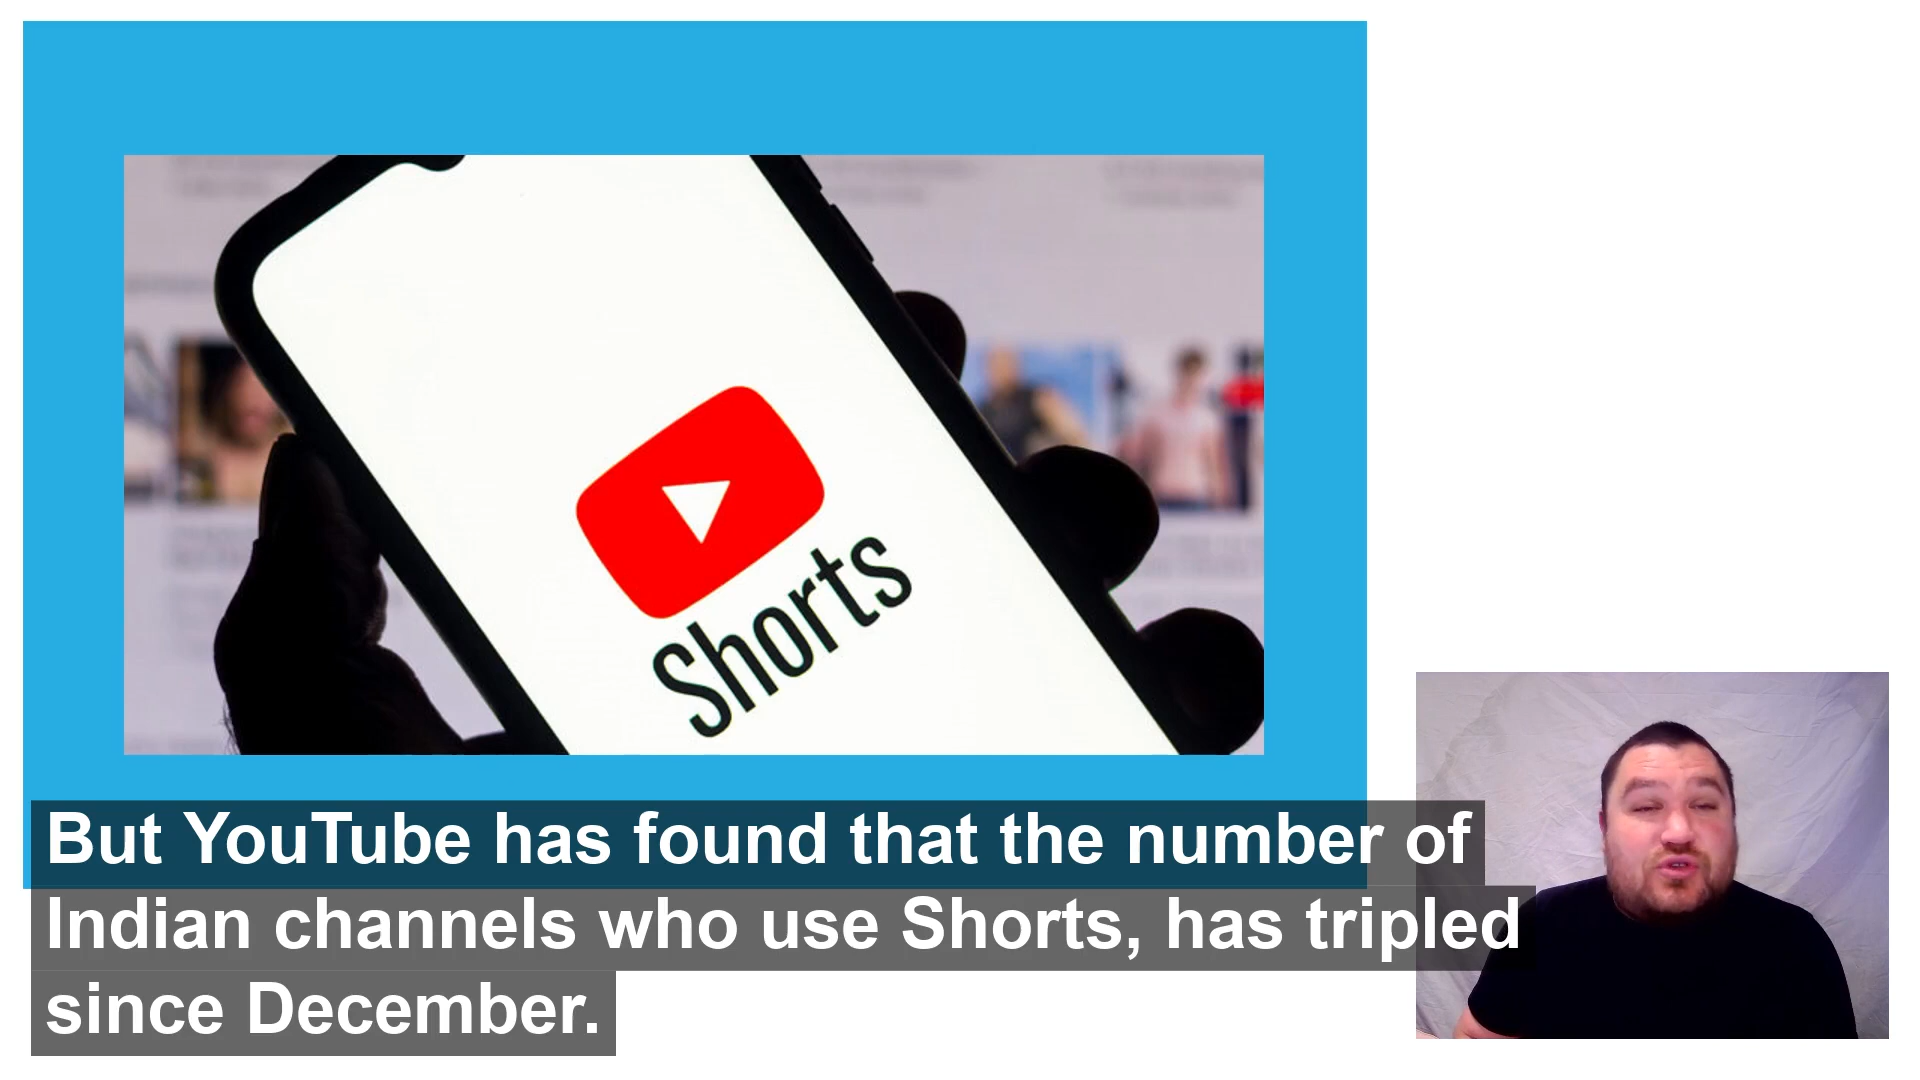 Shorts
But YouTube has found that the number of
Indian channels who use Shorts, has tripled
since December.